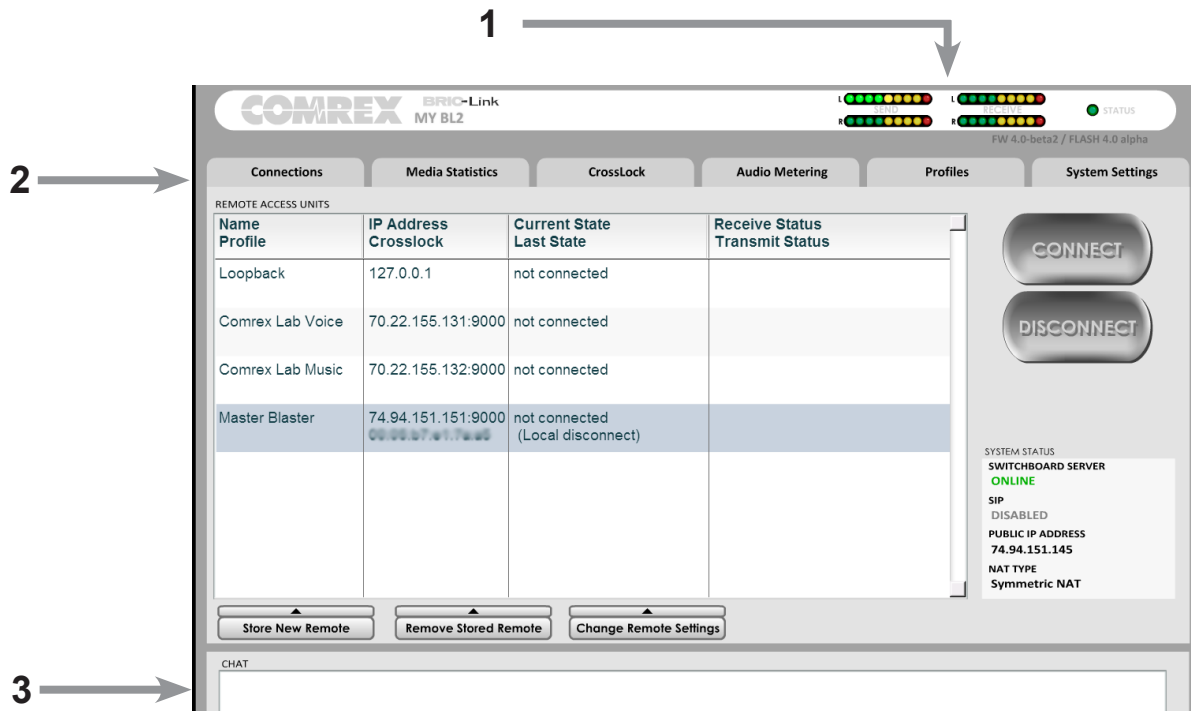 1
COMREX BRIC-Link
MY BL2
L SEND L RECEIVE STATUS
R R
FW 4.0-beta2 / FLASH 4.0 alpha
2
Connections Media Statistics CrossLock Audio Metering Profiles System Settings
REMOTE ACCESS UNITS
Name IP Address Current State Receive Status
Profile Crosslock Last State Transmit Status
CONNECT
Loopback 127.0.0.1 not connected
Comrex Lab Voice 70.22.155.131:9000 not connected
DISCONNECT
Comrex Lab Music 70.22.155.132:9000 not connected
Master Blaster 74.94.151.151:9000 not connected
(Local disconnect)
SYSTEM STATUS
SWITCHBOARD SERVER
ONLINE
SIP
DISABLED
PUBLIC IP ADDRESS
74.94.151.145
NAT TYPE
Symmetric NAT
Store New Remote Remove Stored Remote Change Remote Settings
CHAT
3